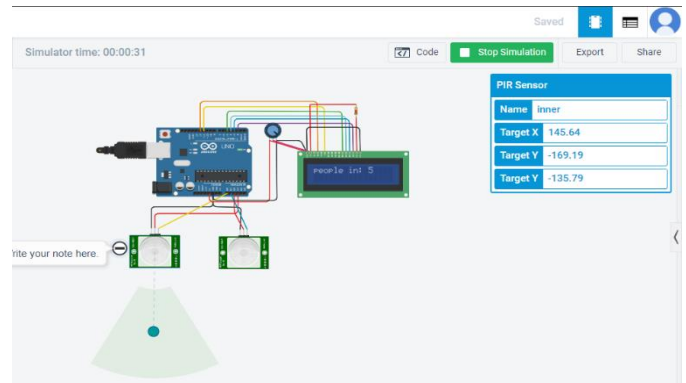 Saved
Simulator time: 00:00:31
Code
Stop Simulation
Export
Share
PIR Sensor
Name inner
Target X 145.64
Target Y -169.19
Target Y -135.79
UNO
people in: 5
rite your note here.